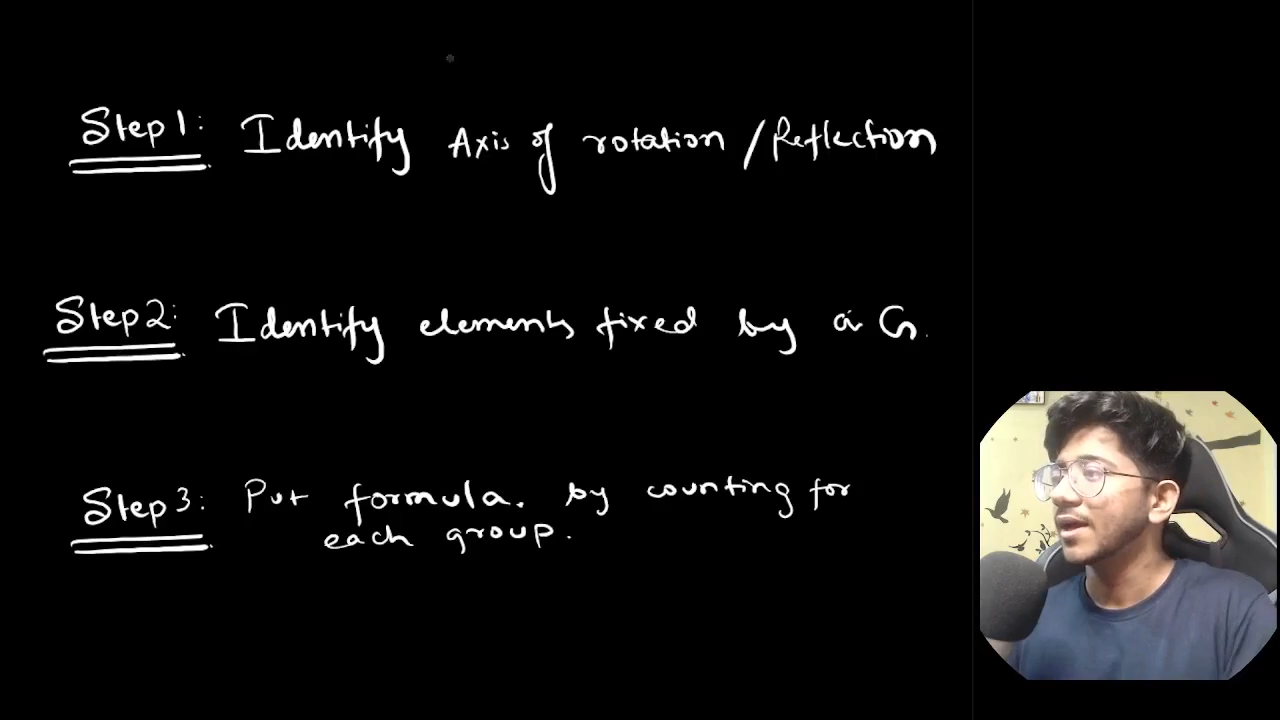 Step 1: Identify Axis of rotation / Reflection
Step 2: Identify elements fixed by a G.
Step 3: Put formula. by counting for
each group.